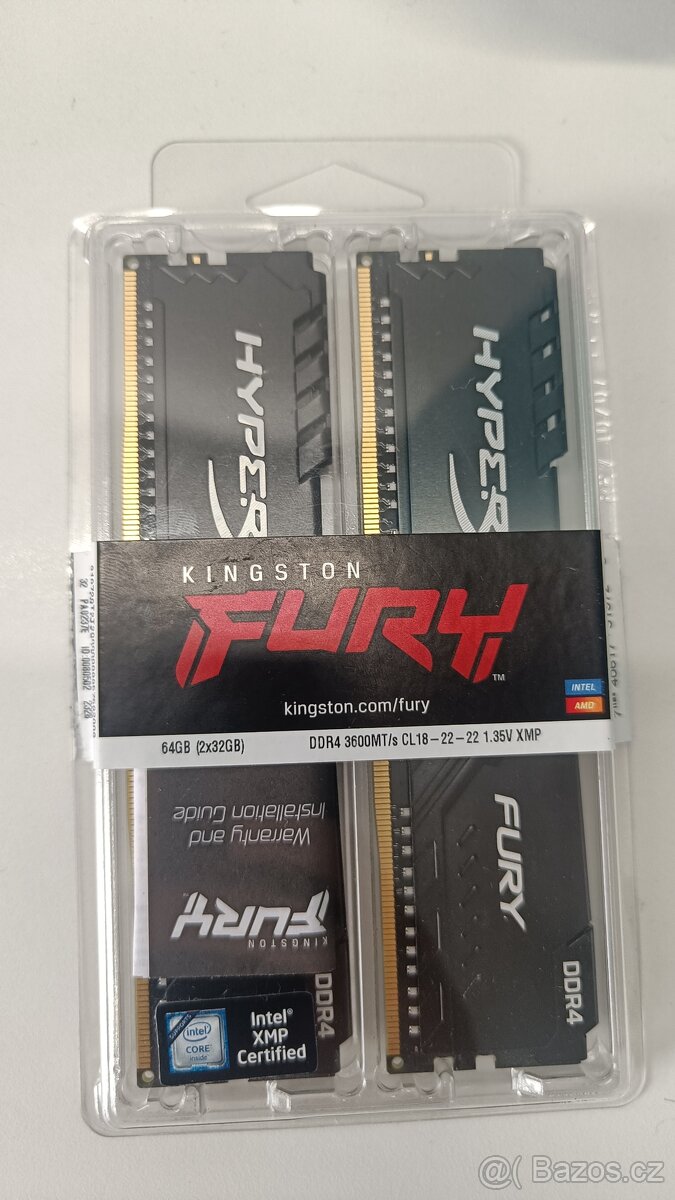 HYPER
HYPER
KINGSTON
FURY™
kingston.com/fury
INTEL
AMD
64GB (2x32GB)
DDR4 3600MT/s CL18-22-22 1.35V XMP
Warranty and
Installation Guide
KINGSTON
FURY
FURY
DDR4
DDR4
intel
CORE
inside
Intel®
XMP
Certified
@( Bazos.cz